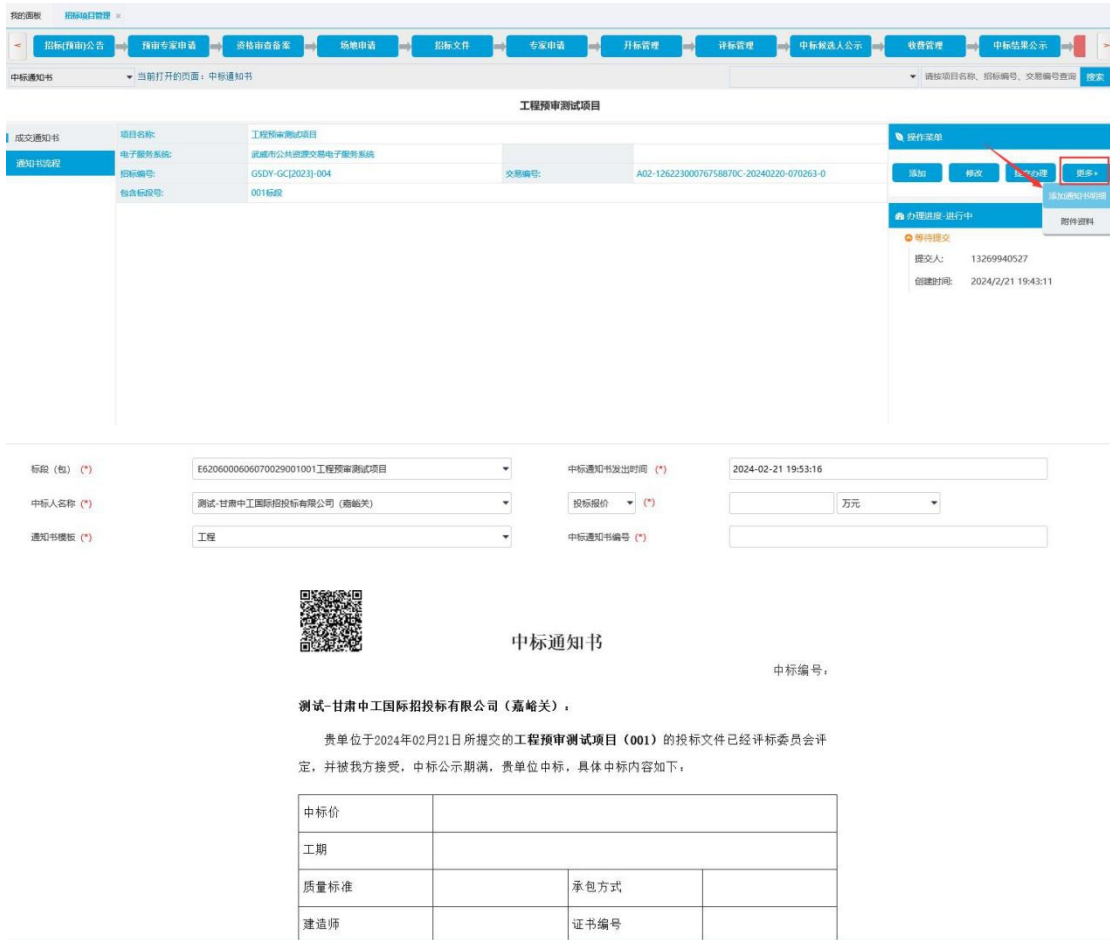 我的面板 招标项目管理 ×
< 招标(预审)公告 预审专家申请 资格审查备案 场地申请 招标文件 专家申请 开标管理 评标管理 中标候选人公示 收费管理 中标结果公示 >
中标通知书 当前打开的页面：中标通知书 请按项目名称、招标编号、交易编号查询 搜索
工程预审测试项目
成交通知书 项目名称: 工程预审测试项目 操作菜单
通知书流程 电子服务系统: 武威市公共资源交易电子服务系统
招标编号: GSDY-GC[2023]-004 交易编号: A02-12622300076758870C-20240220-070263-0 添加 修改 提交办理 更多+
包含标段号: 001标段 添加通知书明细
办理进度-进行中 附件资料
等待提交
提交人: 13269940527
创建时间: 2024/2/21 19:43:11
标段（包） (*) E6206000606070029001001工程预审测试项目 中标通知书发出时间 (*) 2024-02-21 19:53:16
中标人名称 (*) 测试-甘肃中工国际招投标有限公司（嘉峪关） 投标报价 (*) 万元
通知书模板 (*) 工程 中标通知书编号 (*)
中标通知书
中标编号：
测试-甘肃中工国际招投标有限公司（嘉峪关）：
贵单位于2024年02月21日所提交的工程预审测试项目（001）的投标文件已经评标委员会评
定，并被我方接受，中标公示期满，贵单位中标，具体中标内容如下：
中标价
工期
质量标准 承包方式
建造师 证书编号